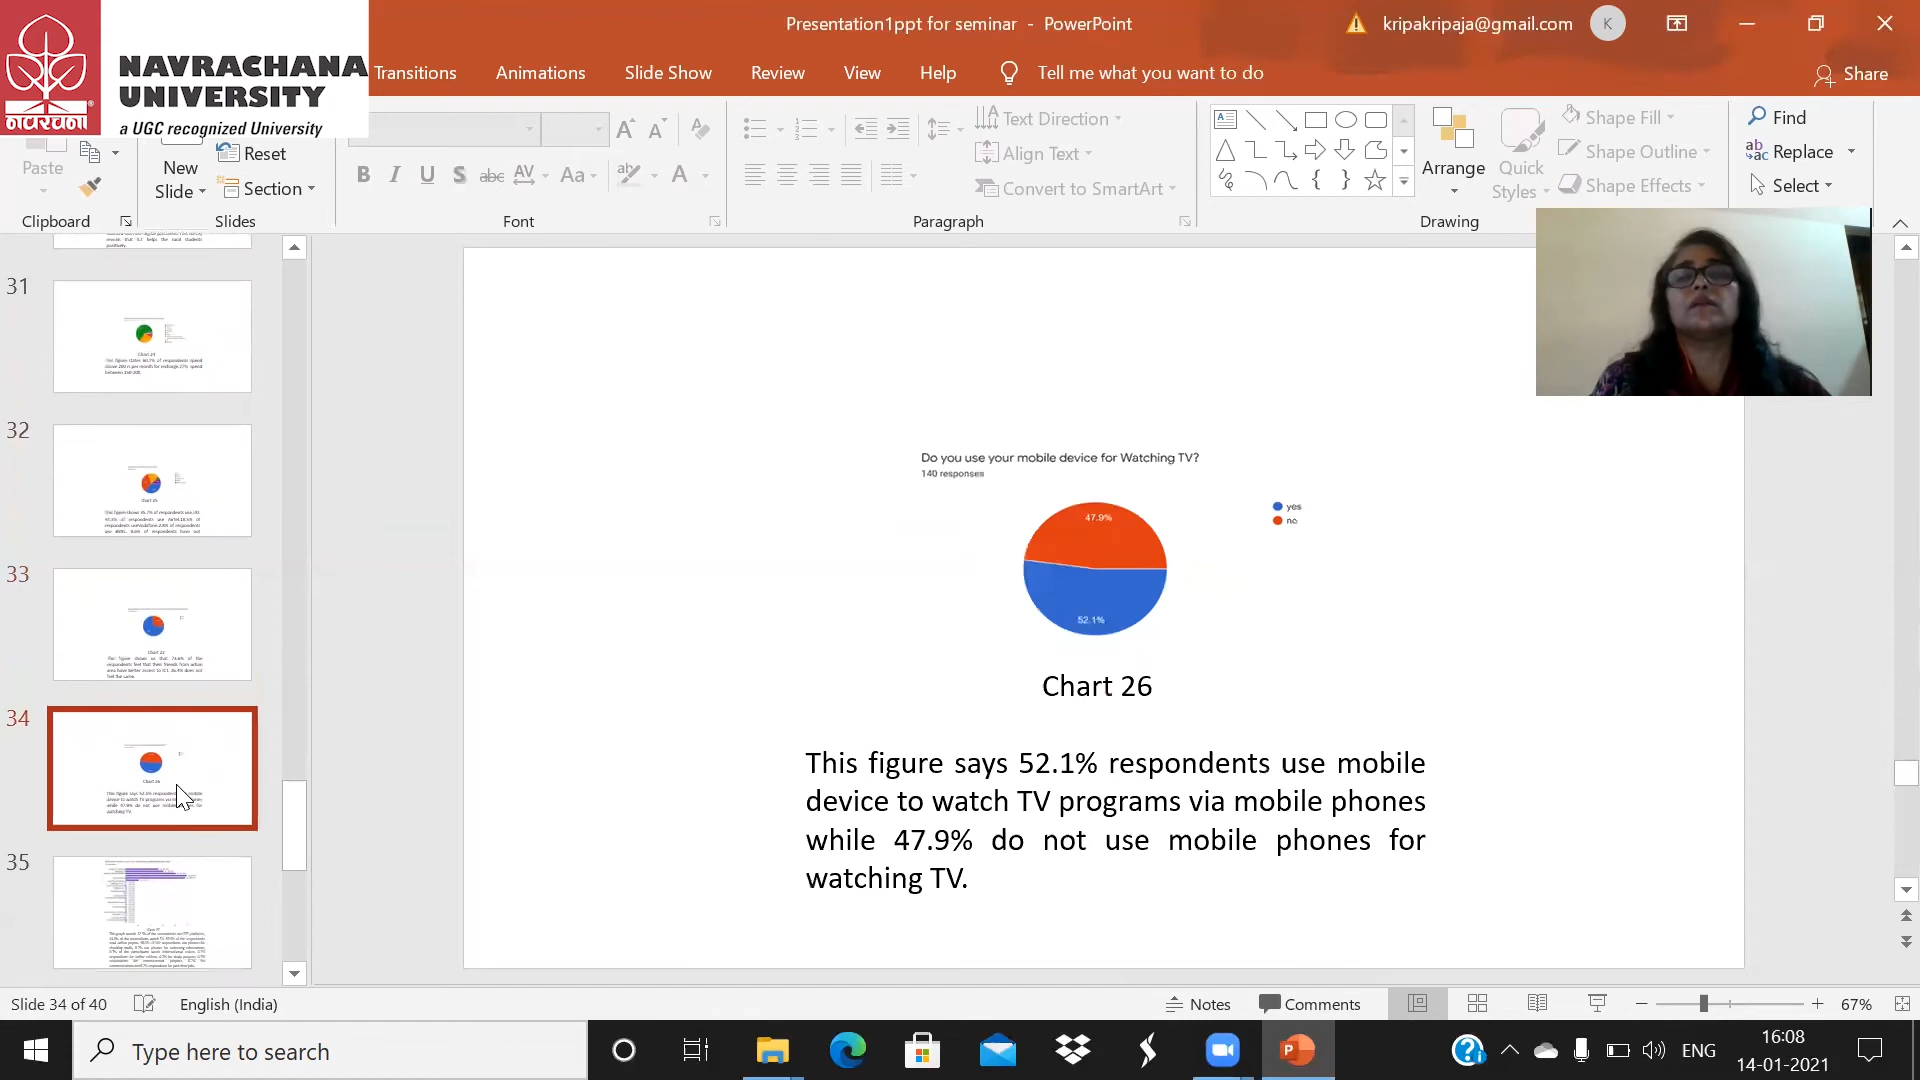 Presentation1ppt for seminar - PowerPoint
kripakripaja@gmail.com
K
NAVRACHANA
UNIVERSITY
a UGC recognized University
नवरचना
Transitions
Animations
Slide Show
Review
View
Help
Tell me what you want to do
Share
Paste
New
Slide
Reset
Section
Text Direction
Align Text
Convert to SmartArt
Arrange
Quick
Styles
Shape Fill
Shape Outline
Shape Effects
Find
Replace
Select
Clipboard
Slides
Font
Paragraph
Drawing
31
32
33
34
35
Do you use your mobile device for Watching TV?
140 responses
47.9%
52.1%
yes
no
Chart 26
This figure says 52.1% respondents use mobile
device to watch TV programs via mobile phones
while 47.9% do not use mobile phones for
watching TV.
Slide 34 of 40
English (India)
Notes
Comments
67%
Type here to search
ENG
16:08
14-01-2021